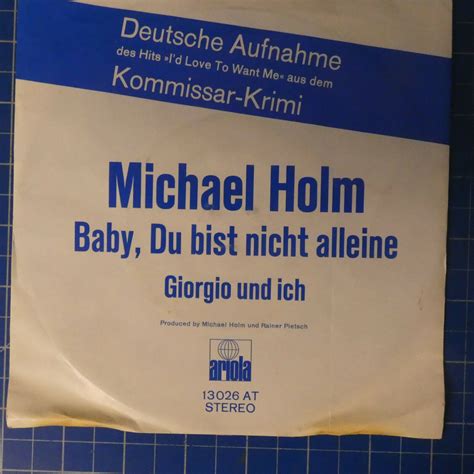 Deutsche Aufnahme
des Hits »I'd Love To Want Me« aus dem
Kommissar-Krimi
Michael Holm
Baby, Du bist nicht alleine
Giorgio und ich
Produced by Michael Holm und Rainer Pietsch
ariola
13026 AT
STEREO